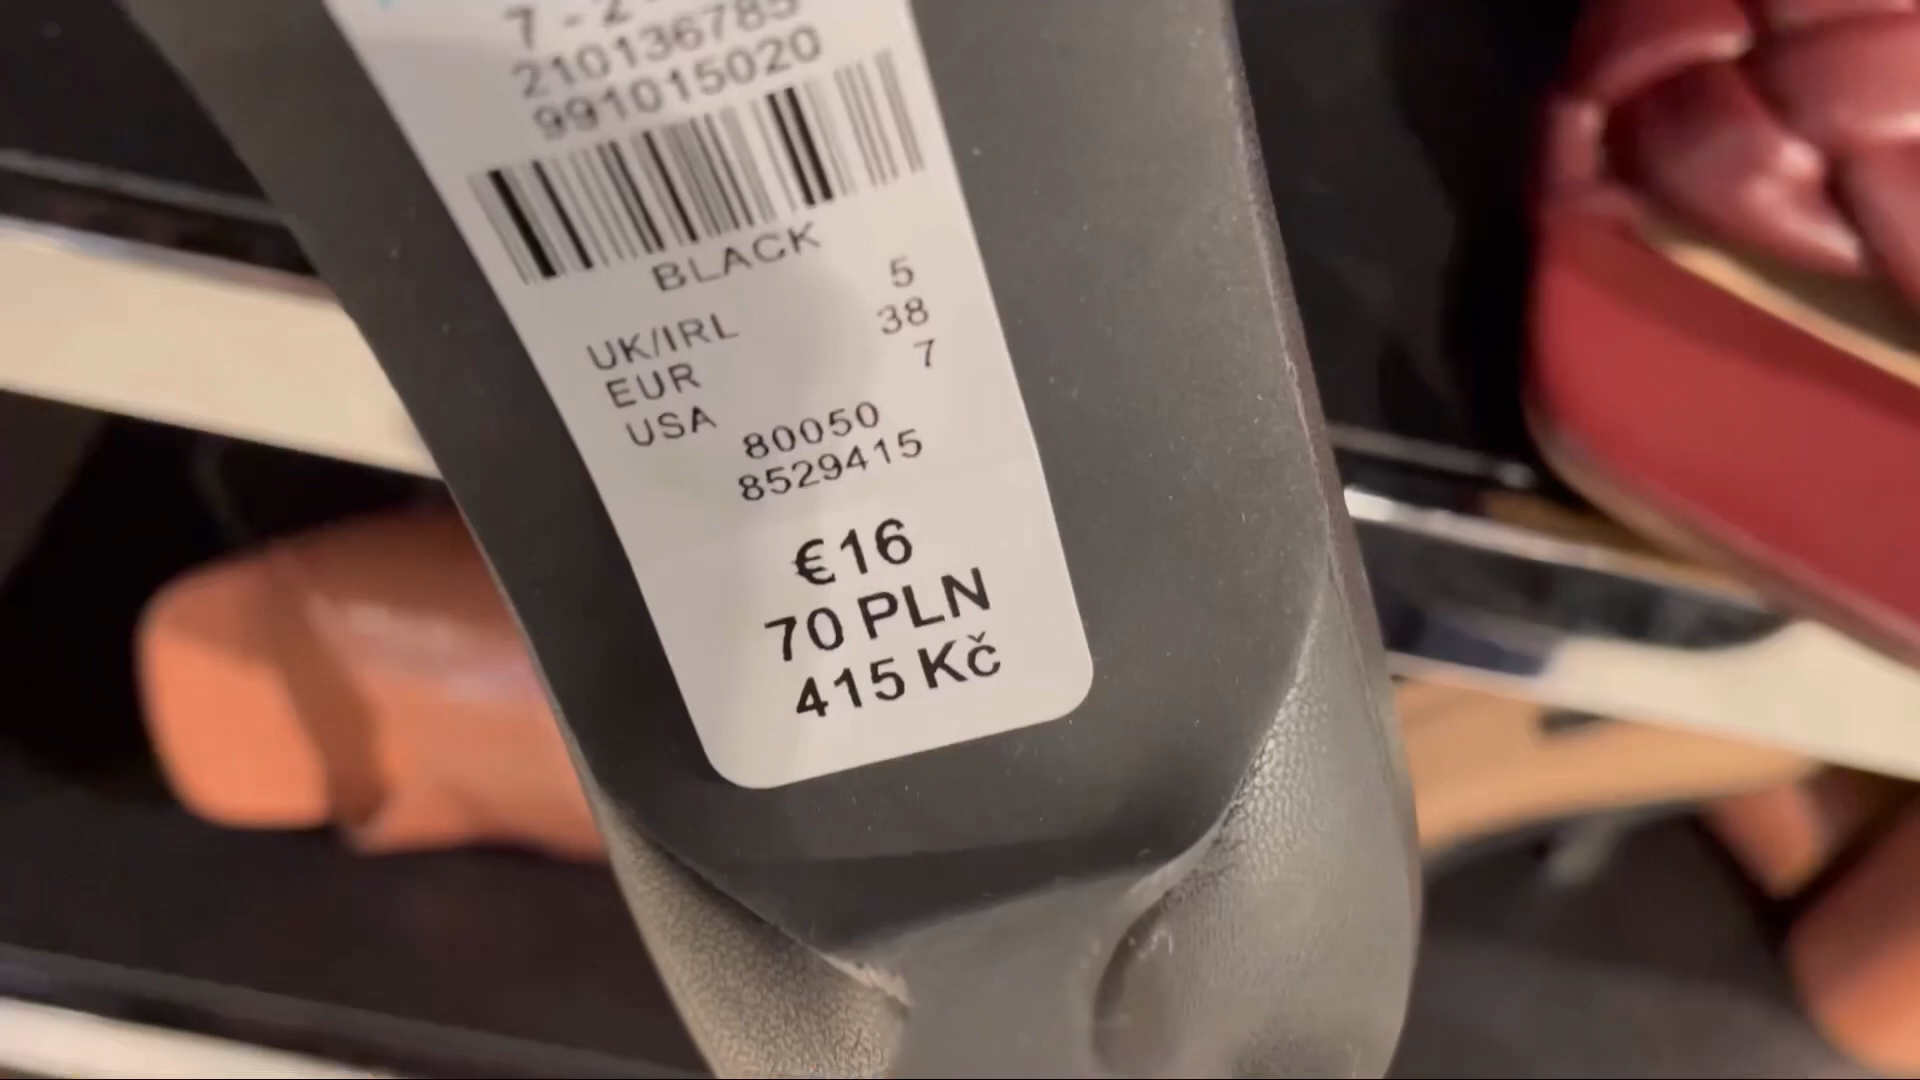 210136785
991015020
BLACK
UK/IRL 5
EUR 38
USA 7
80050
8529415
€16
70 PLN
415 Kč